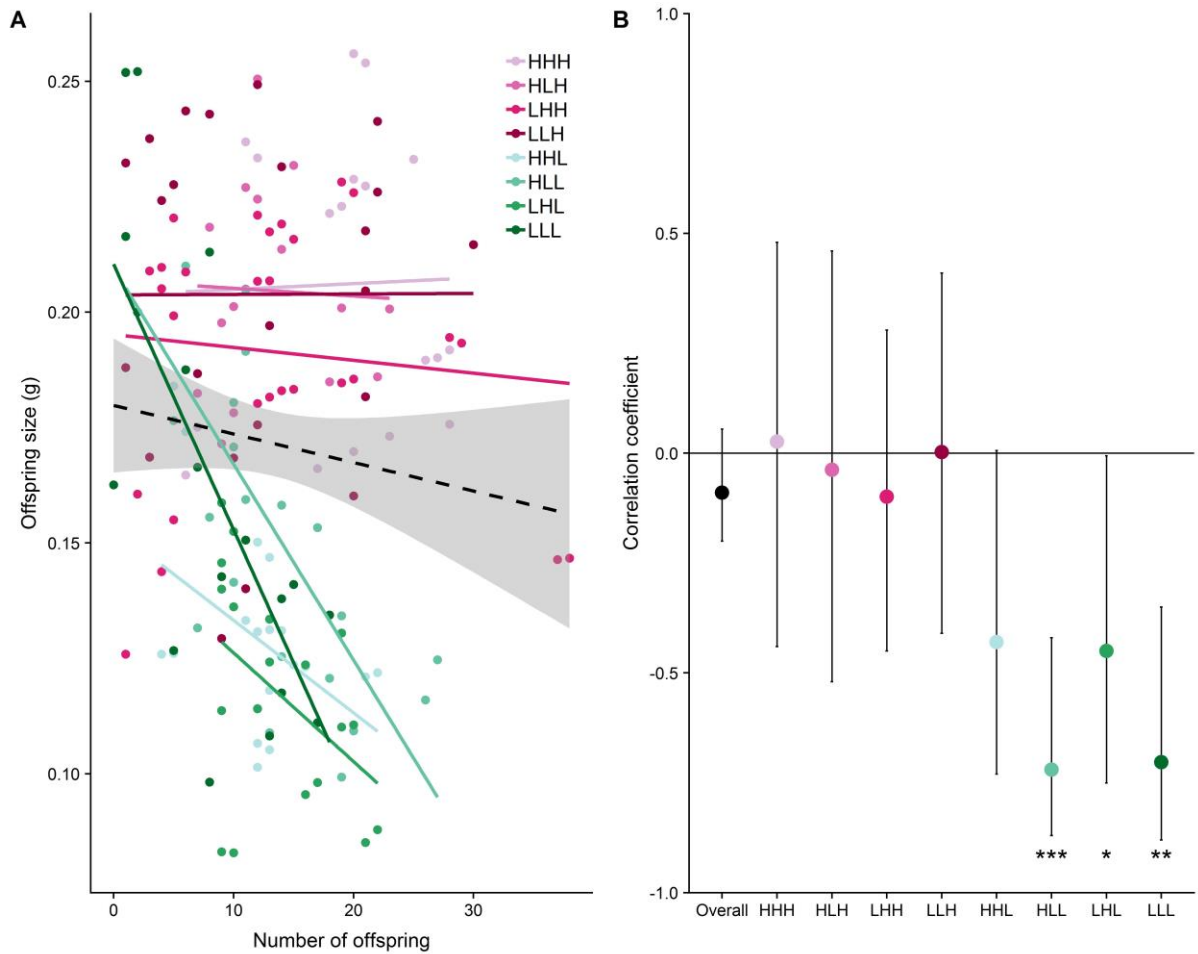 A
HHH
HLH
LHH
LLH
HHL
HLL
LHL
LLL
0.25
0.20
0.15
0.10
Offspring size (g)
0
10
20
30
Number of offspring
B
1.0
0.5
0.0
-0.5
-1.0
Correlation coefficient
*** * **
Overall HHH HLH LHH LLH HHL HLL LHL LLL